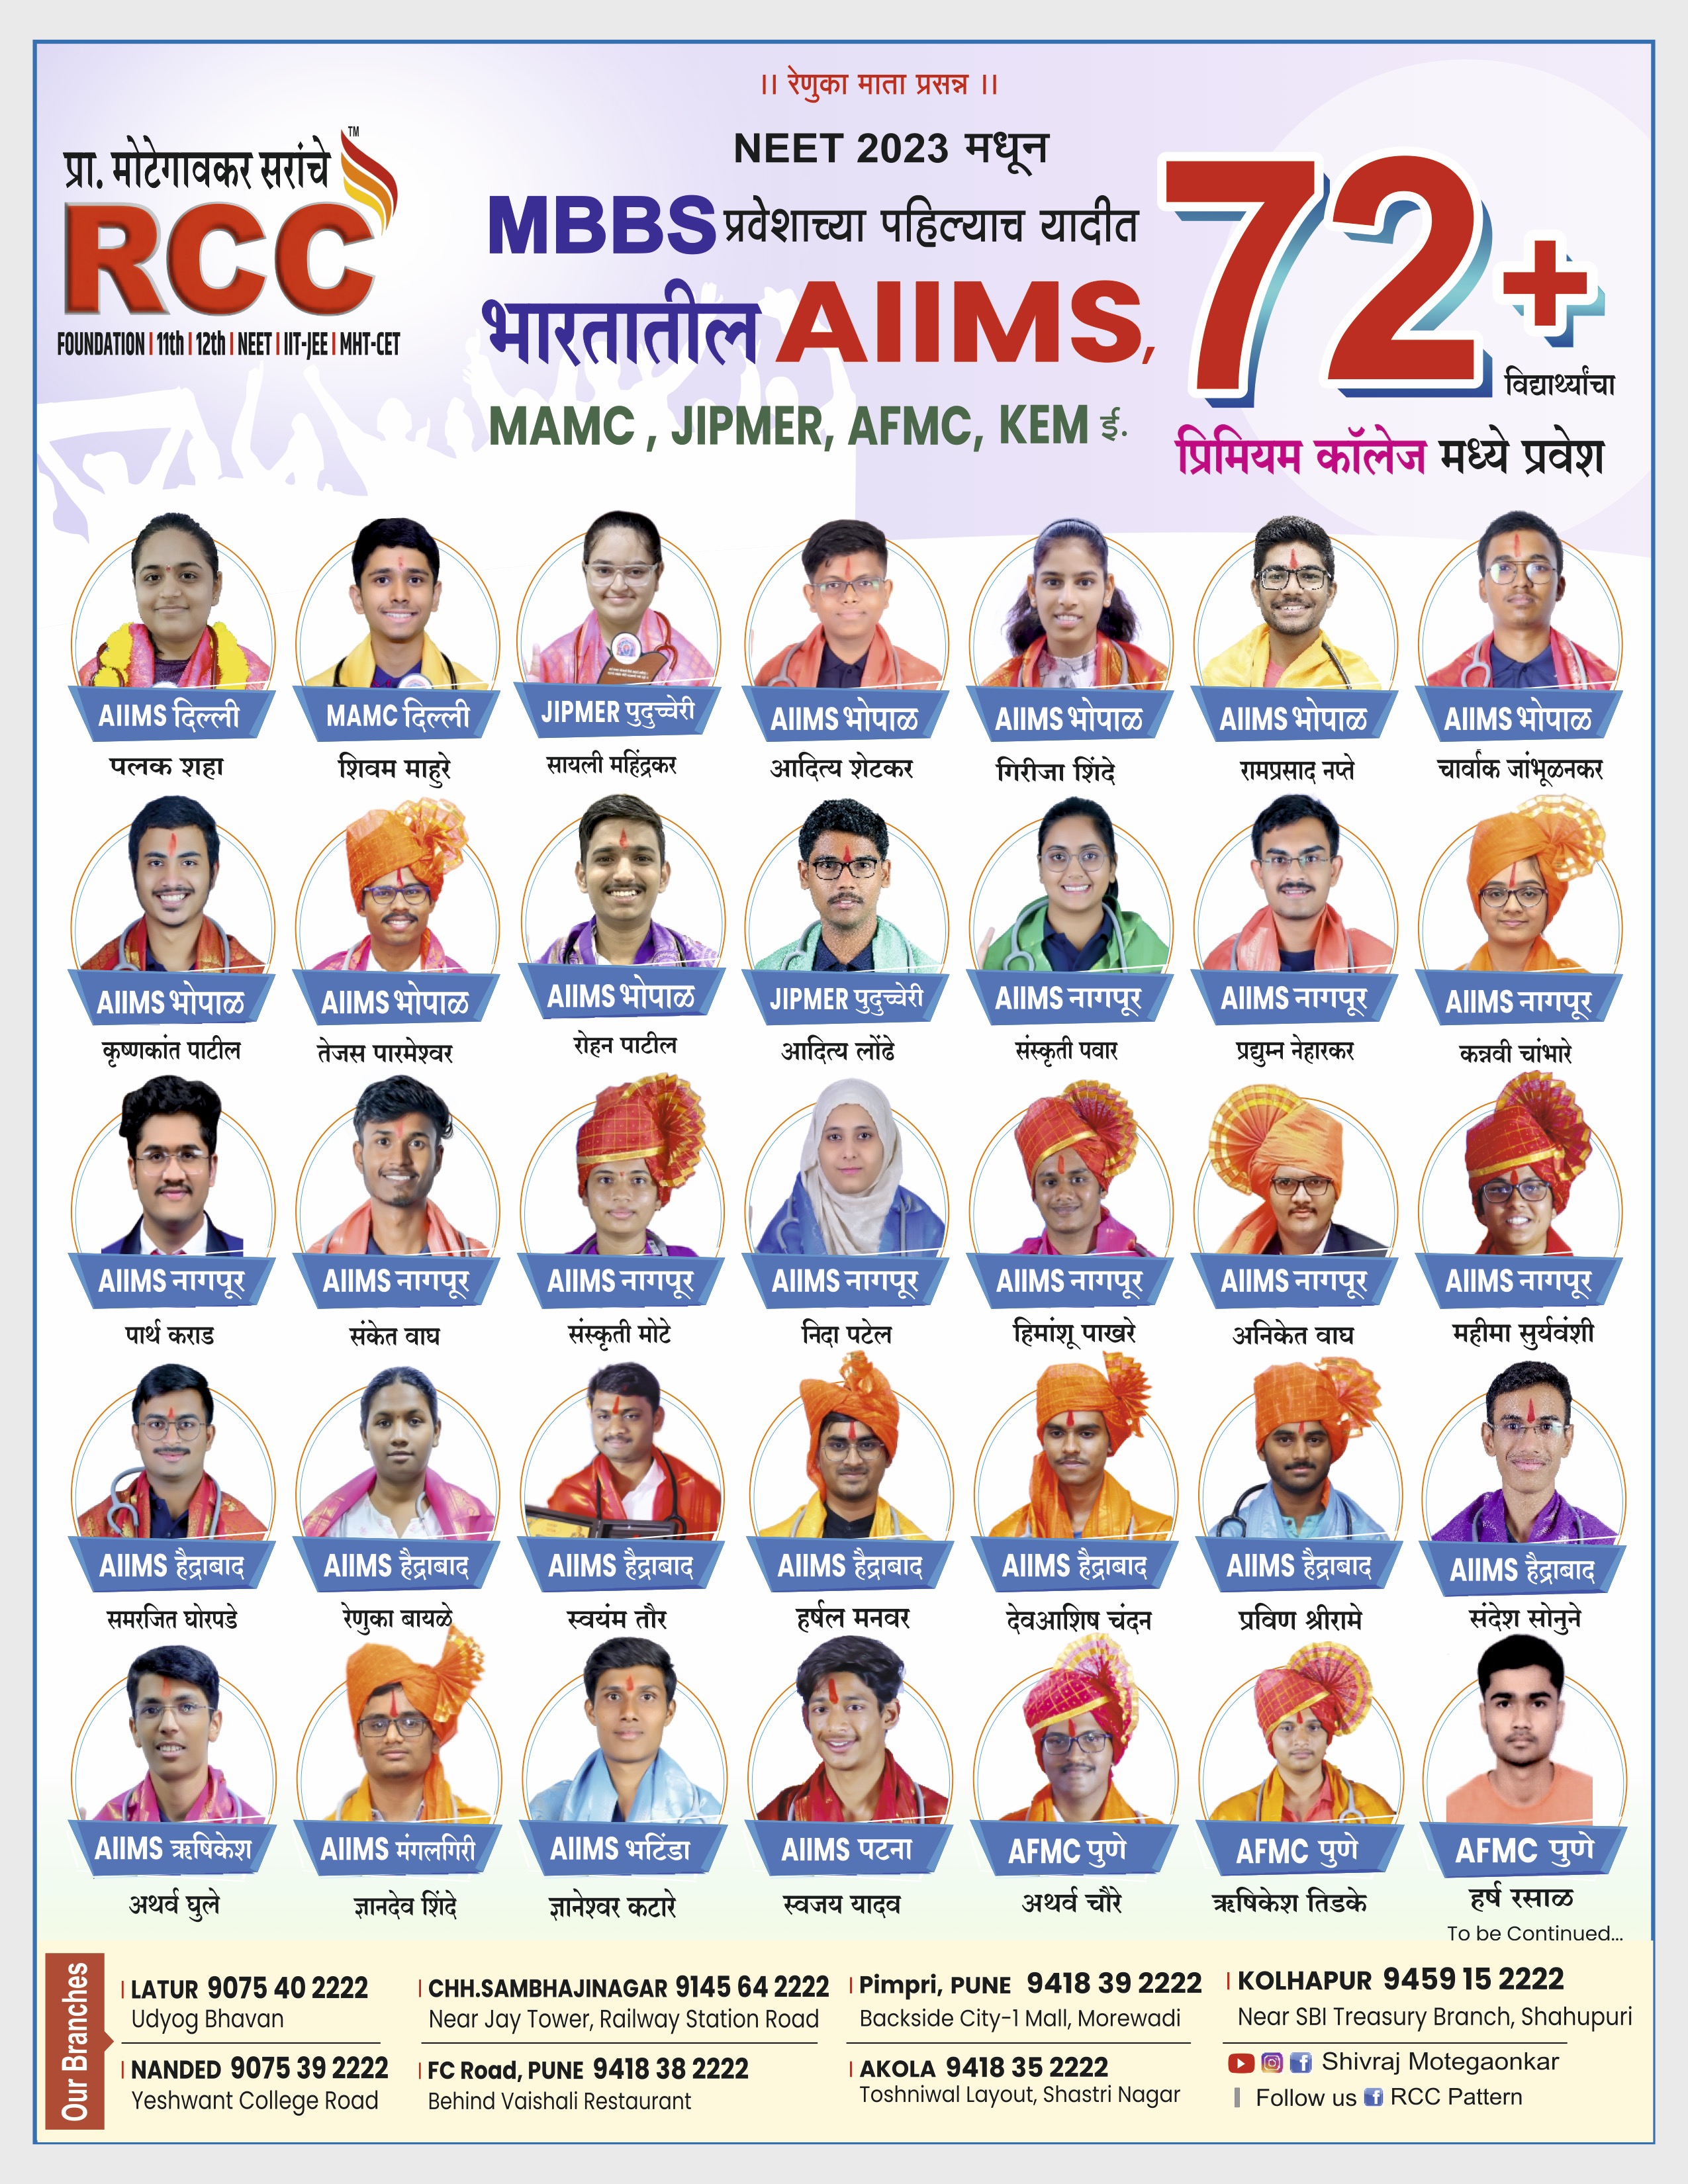 ।। रेणुका माता प्रसन्न ।।
प्रा. मोटेगावकर सरांचे
TM
RCC
FOUNDATION | 11th | 12th | NEET | IIT-JEE | MHT-CET
NEET 2023 मधून
MBBS प्रवेशाच्या पहिल्याच यादीत
भारतातील AIIMS,
MAMC , JIPMER, AFMC, KEM ई.
72+
विद्यार्थ्यांचा
प्रिमियम कॉलेज मध्ये प्रवेश
AIIMS दिल्ली
MAMC दिल्ली
JIPMER पुदुच्चेरी
AIIMS भोपाळ
AIIMS भोपाळ
AIIMS भोपाळ
AIIMS भोपाळ
पलक शहा
शिवम माहुरे
सायली महिंद्रकर
आदित्य शेटकर
गिरीजा शिंदे
रामप्रसाद नप्ते
चार्वाक जांभूळनकर
AIIMS भोपाळ
AIIMS भोपाळ
AIIMS भोपाळ
JIPMER पुदुच्चेरी
AIIMS नागपूर
AIIMS नागपूर
AIIMS नागपूर
कृष्णकांत पाटील
तेजस पारमेश्वर
रोहन पाटील
आदित्य लोंढे
संस्कृती पवार
प्रद्युम्न नेहारकर
कन्नवी चांभारे
AIIMS नागपूर
AIIMS नागपूर
AIIMS नागपूर
AIIMS नागपूर
AIIMS नागपूर
AIIMS नागपूर
AIIMS नागपूर
पार्थ कराड
संकेत वाघ
संस्कृती मोटे
निदा पटेल
हिमांशू पाखरे
अनिकेत वाघ
महीमा सुर्यवंशी
AIIMS हैद्राबाद
AIIMS हैद्राबाद
AIIMS हैद्राबाद
AIIMS हैद्राबाद
AIIMS हैद्राबाद
AIIMS हैद्राबाद
AIIMS हैद्राबाद
समरजित घोरपडे
रेणुका बायळे
स्वयंम तौर
हर्षल मनवर
देवआशिष चंदन
प्रविण श्रीरामे
संदेश सोनुने
AIIMS ऋषिकेश
AIIMS मंगलगिरी
AIIMS भटिंडा
AIIMS पटना
AFMC पुणे
AFMC पुणे
AFMC पुणे
अथर्व घुले
ज्ञानदेव शिंदे
ज्ञानेश्वर कटारे
स्वजय यादव
अथर्व चौरे
ऋषिकेश तिडके
हर्ष रसाळ
To be Continued...
Our Branches
LATUR 9075 40 2222
Udyog Bhavan
CHH.SAMBHAJINAGAR 9145 64 2222
Near Jay Tower, Railway Station Road
Pimpri, PUNE 9418 39 2222
Backside City-1 Mall, Morewadi
KOLHAPUR 9459 15 2222
Near SBI Treasury Branch, Shahupuri
NANDED 9075 39 2222
Yeshwant College Road
FC Road, PUNE 9418 38 2222
Behind Vaishali Restaurant
AKOLA 9418 35 2222
Toshniwal Layout, Shastri Nagar
Shivraj Motegaonkar
Follow us RCC Pattern